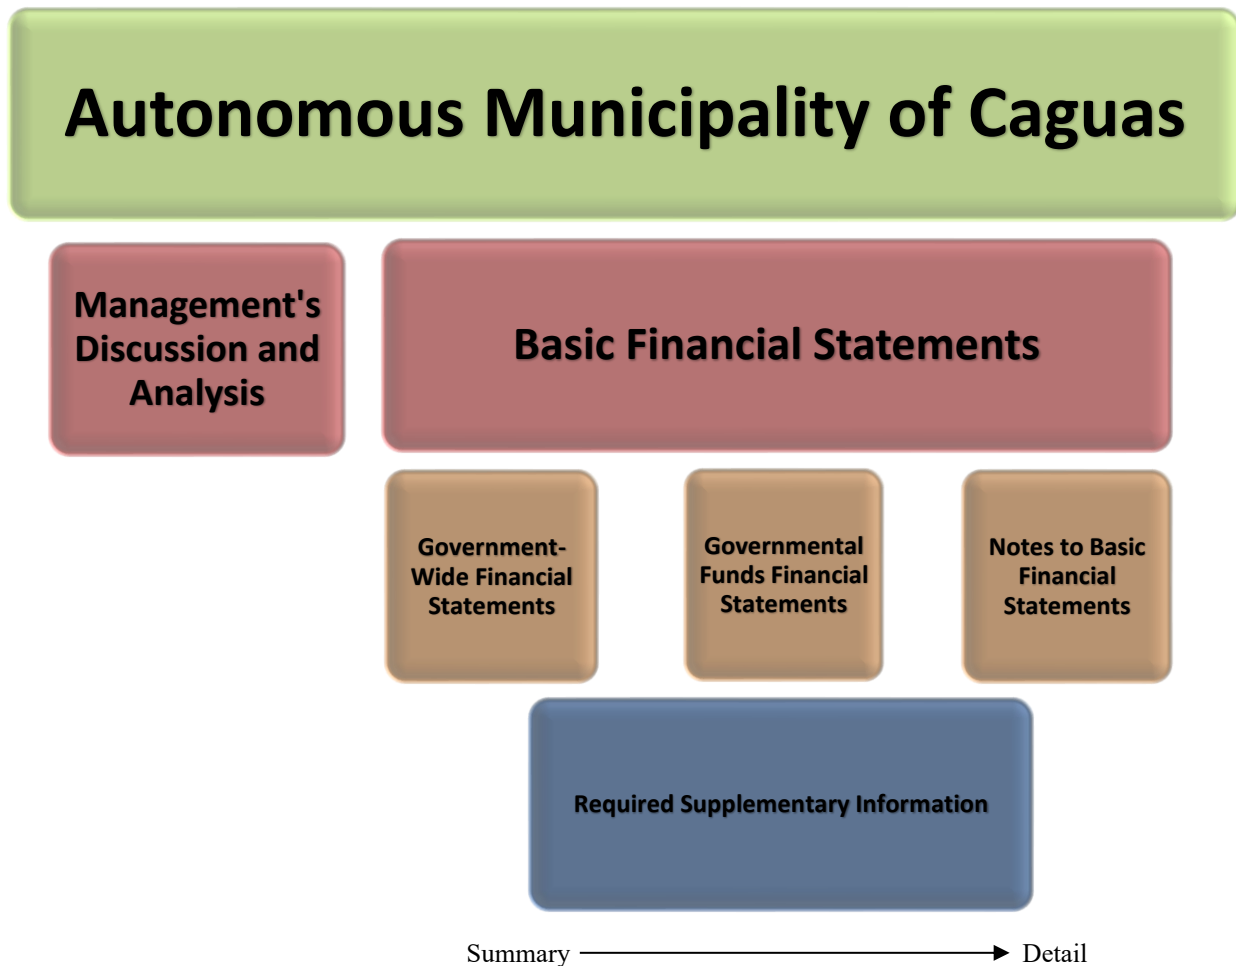 Autonomous Municipality of Caguas
Management's
Discussion and
Analysis
Basic Financial Statements
Government-
Wide Financial
Statements
Governmental
Funds Financial
Statements
Notes to Basic
Financial
Statements
Required Supplementary Information
Summary
Detail